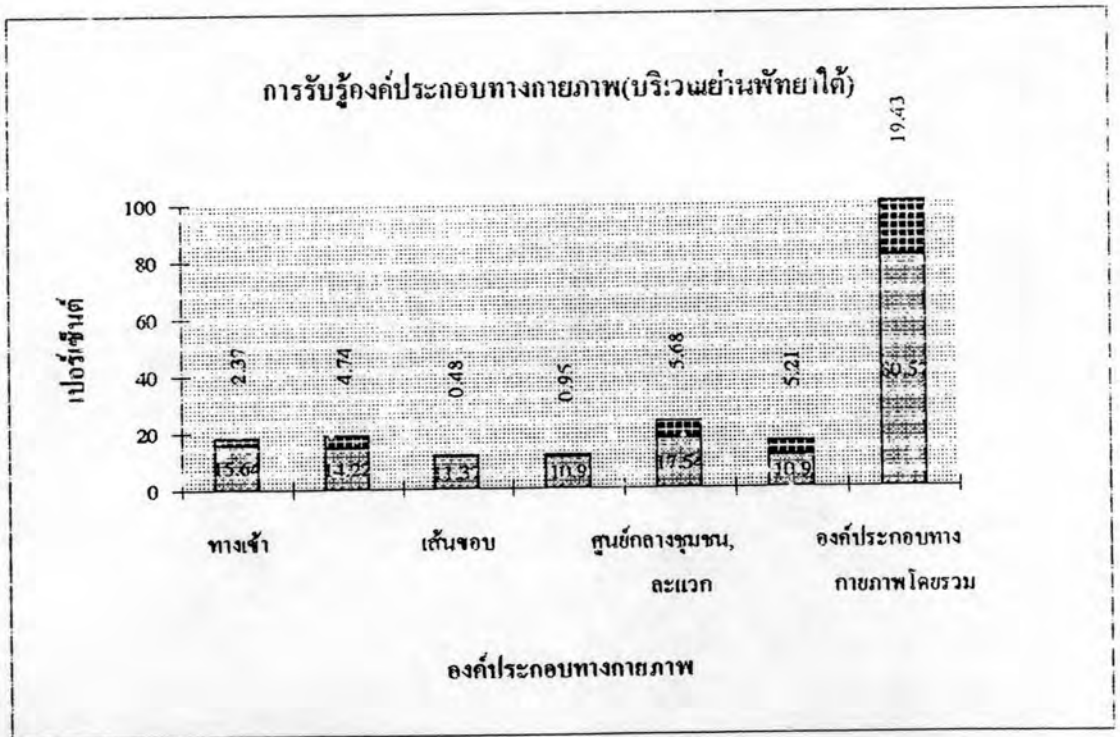 การรับรู้องค์ประกอบทางกายภาพ(บริเวณย่านพัทยาใต้)
19.43
100
80
60
40
20
0
เปอร์เซ็นต์
2.37
4.74
0.48
0.95
5.68
5.21
15.64
14.22
11.37
10.9
17.54
10.9
80.57
ทางเข้า
เส้นขอบ
ศูนย์กลางชุมชน,
ละแวก
องค์ประกอบทาง
กายภาพโดยรวม
องค์ประกอบทางกายภาพ